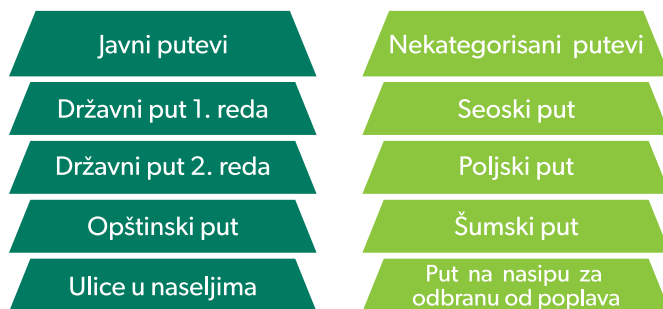 Javni putevi
Državni put 1. reda
Državni put 2. reda
Opštinski put
Ulice u naseljima
Nekategorisani putevi
Seoski put
Poljski put
Šumski put
Put na nasipu za
odbranu od poplava